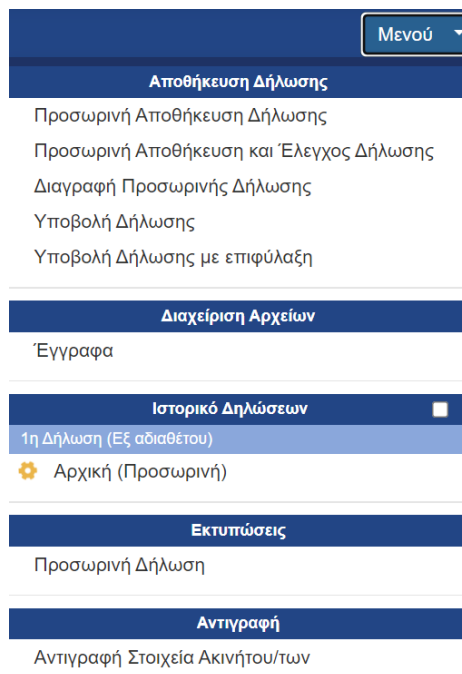 Μενού
Αποθήκευση Δήλωσης
Προσωρινή Αποθήκευση Δήλωσης
Προσωρινή Αποθήκευση και Έλεγχος Δήλωσης
Διαγραφή Προσωρινής Δήλωσης
Υποβολή Δήλωσης
Υποβολή Δήλωσης με επιφύλαξη
Διαχείριση Αρχείων
Έγγραφα
Ιστορικό Δηλώσεων
1η Δήλωση (Εξ αδιαθέτου)
Αρχική (Προσωρινή)
Εκτυπώσεις
Προσωρινή Δήλωση
Αντιγραφή
Αντιγραφή Στοιχεία Ακινήτου/των